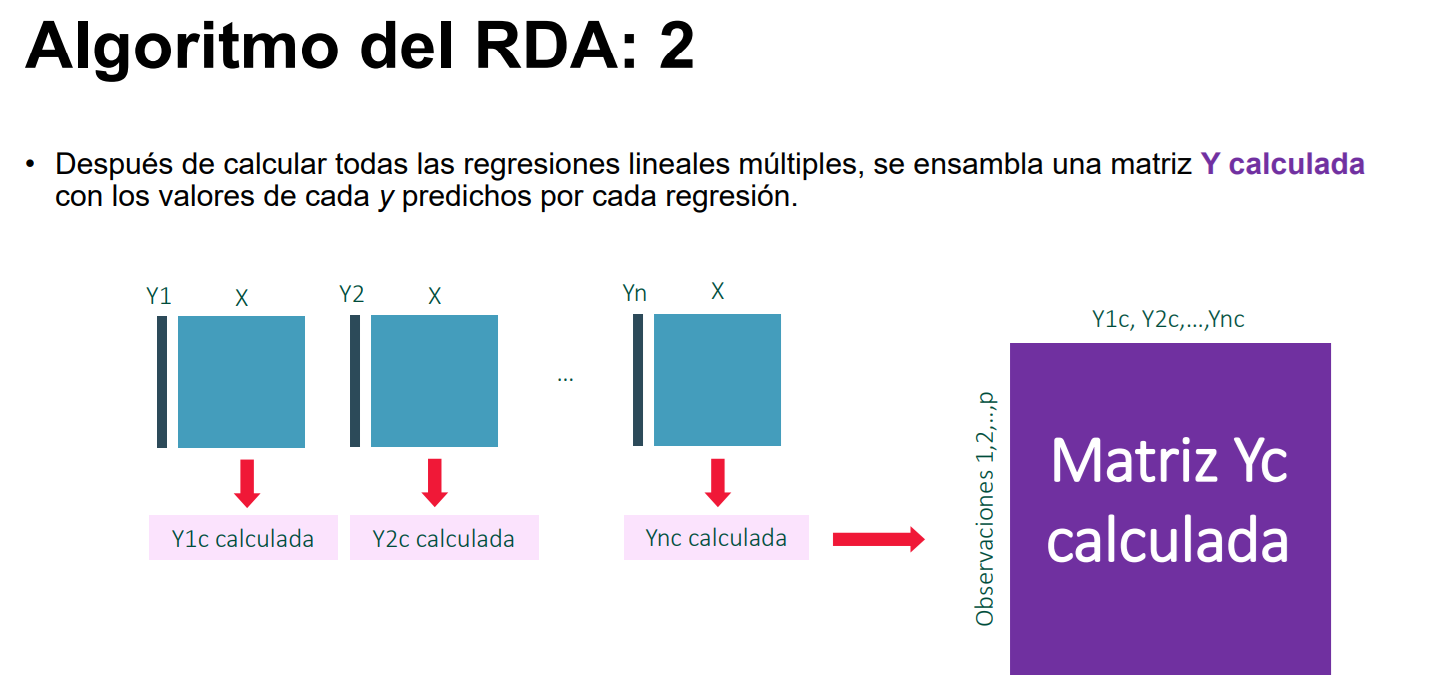 Algoritmo del RDA: 2
• Después de calcular todas las regresiones lineales múltiples, se ensambla una matriz Y calculada
con los valores de cada y predichos por cada regresión.
Y1 X Y2 X Yn X
...
Y1c calculada Y2c calculada Ync calculada
Y1c, Y2c,...,Ync
Observaciones 1,2,..,p
Matriz Yc
calculada